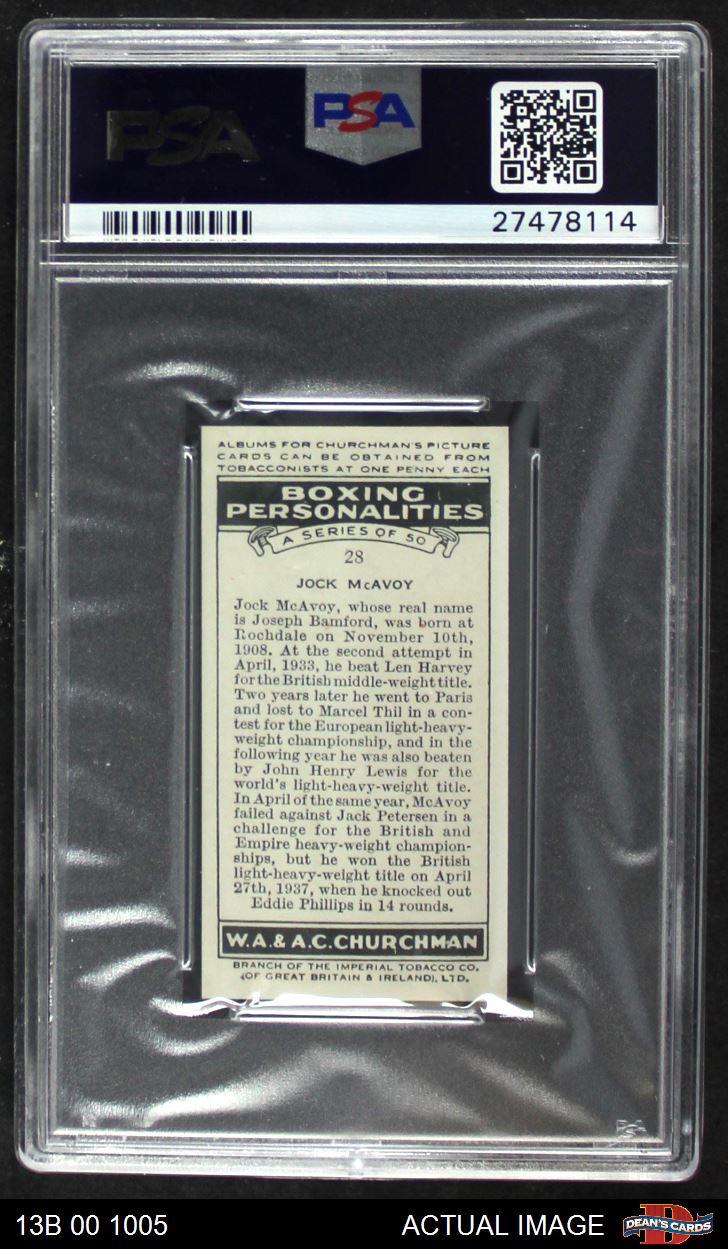 PSA
PSA
27478114
ALBUMS FOR CHURCHMAN'S PICTURE
CARDS CAN BE OBTAINED FROM
TOBACCONISTS AT ONE PENNY EACH
BOXING
PERSONALITIES
A SERIES OF 50
28
JOCK McAVOY
Jock McAvoy, whose real name
is Joseph Bamford, was born at
Rochdale on November 10th,
1908. At the second attempt in
April, 1933, he beat Len Harvey
for the British middle-weight title.
Two years later he went to Paris
and lost to Marcel Thil in a con-
test for the European light-heavy-
weight championship, and in the
following year he was also beaten
by John Henry Lewis for the
world's light-heavy-weight title.
In April of the same year, McAvoy
failed against Jack Petersen in a
challenge for the British and
Empire heavy-weight champion-
ships, but he won the British
light-heavy-weight title on April
27th, 1937, when he knocked out
Eddie Phillips in 14 rounds.
W.A. & A.C. CHURCHMAN
BRANCH OF THE IMPERIAL TOBACCO CO.
(OF GREAT BRITAIN & IRELAND), LTD.
PSA
13B 00 1005
ACTUAL IMAGE
DEAN'S CARDS